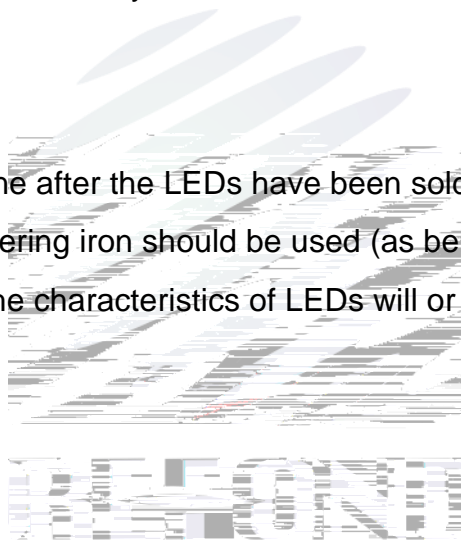 ne after the LEDs have been sold
ering iron should be used (as be
ne characteristics of LEDs will or